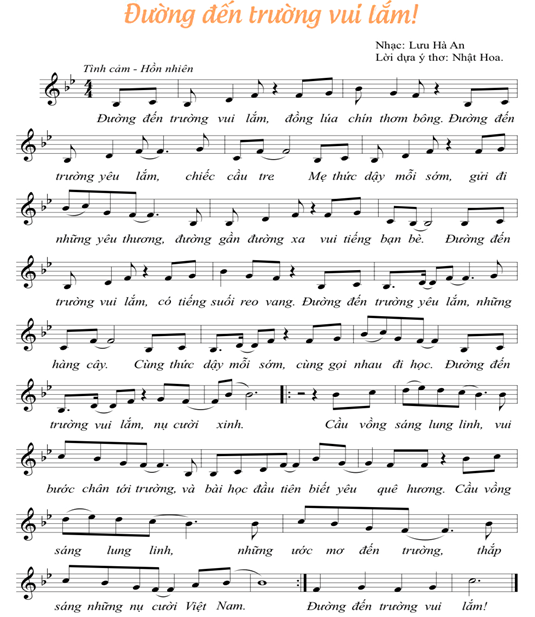 Đường đến trường vui lắm!
Nhạc: Lưu Hà An
Lời dựa ý thơ: Nhật Hoa.
Tình cảm - Hồn nhiên
4
4
Đường đến trường vui lắm, đồng lúa chín thơm bông. Đường đến
trường yêu lắm, chiếc cầu tre. Mẹ thức dậy mỗi sớm, gửi đi
những yêu thương, đường gần đường xa vui tiếng bạn bè. Đường đến
trường vui lắm, có tiếng suối reo vang. Đường đến trường yêu lắm, những
hàng cây. Cùng thức dậy mỗi sớm, cùng gọi nhau đi học. Đường đến
trường vui lắm, nụ cười xinh. Cầu vồng sáng lung linh, vui
bước chân tới trường, và bài học đầu tiên biết yêu quê hương. Cầu vồng
sáng lung linh, những ước mơ đến trường, thắp
sáng những nụ cười Việt Nam. Đường đến trường vui lắm!